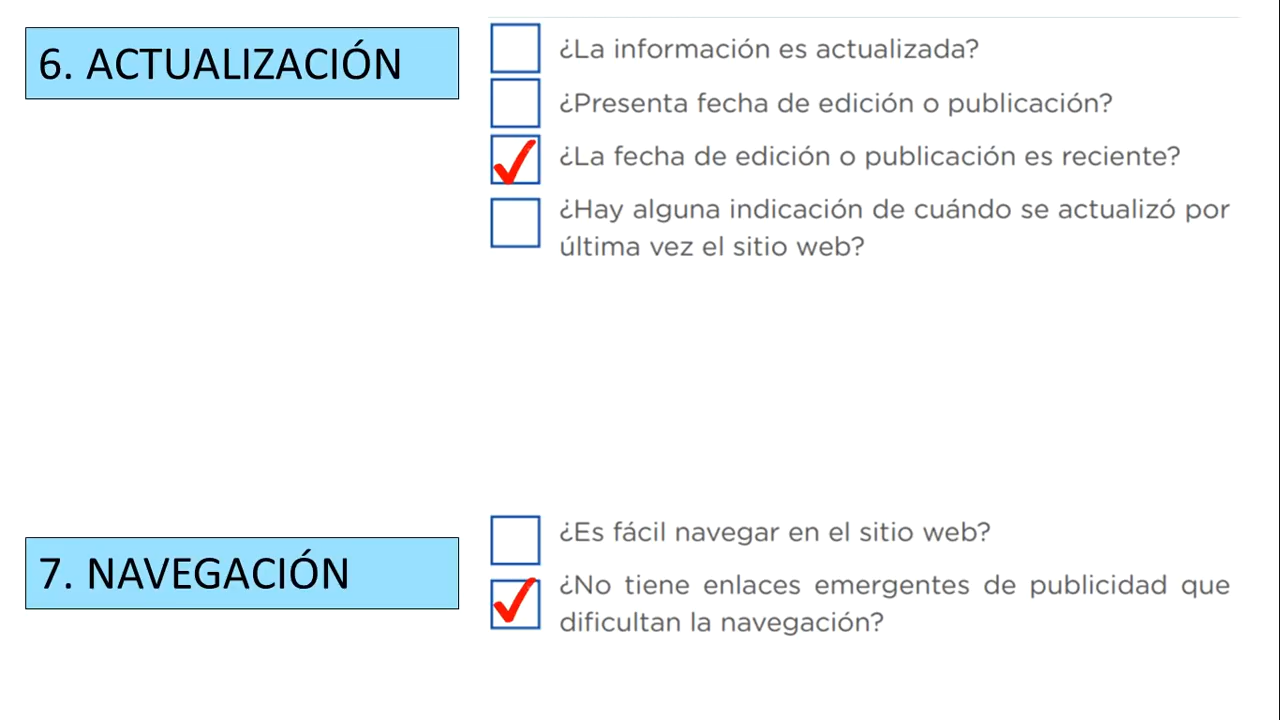 6. ACTUALIZACIÓN
¿La información es actualizada?
¿Presenta fecha de edición o publicación?
¿La fecha de edición o publicación es reciente?
¿Hay alguna indicación de cuándo se actualizó por
última vez el sitio web?
7. NAVEGACIÓN
¿Es fácil navegar en el sitio web?
¿No tiene enlaces emergentes de publicidad que
dificultan la navegación?